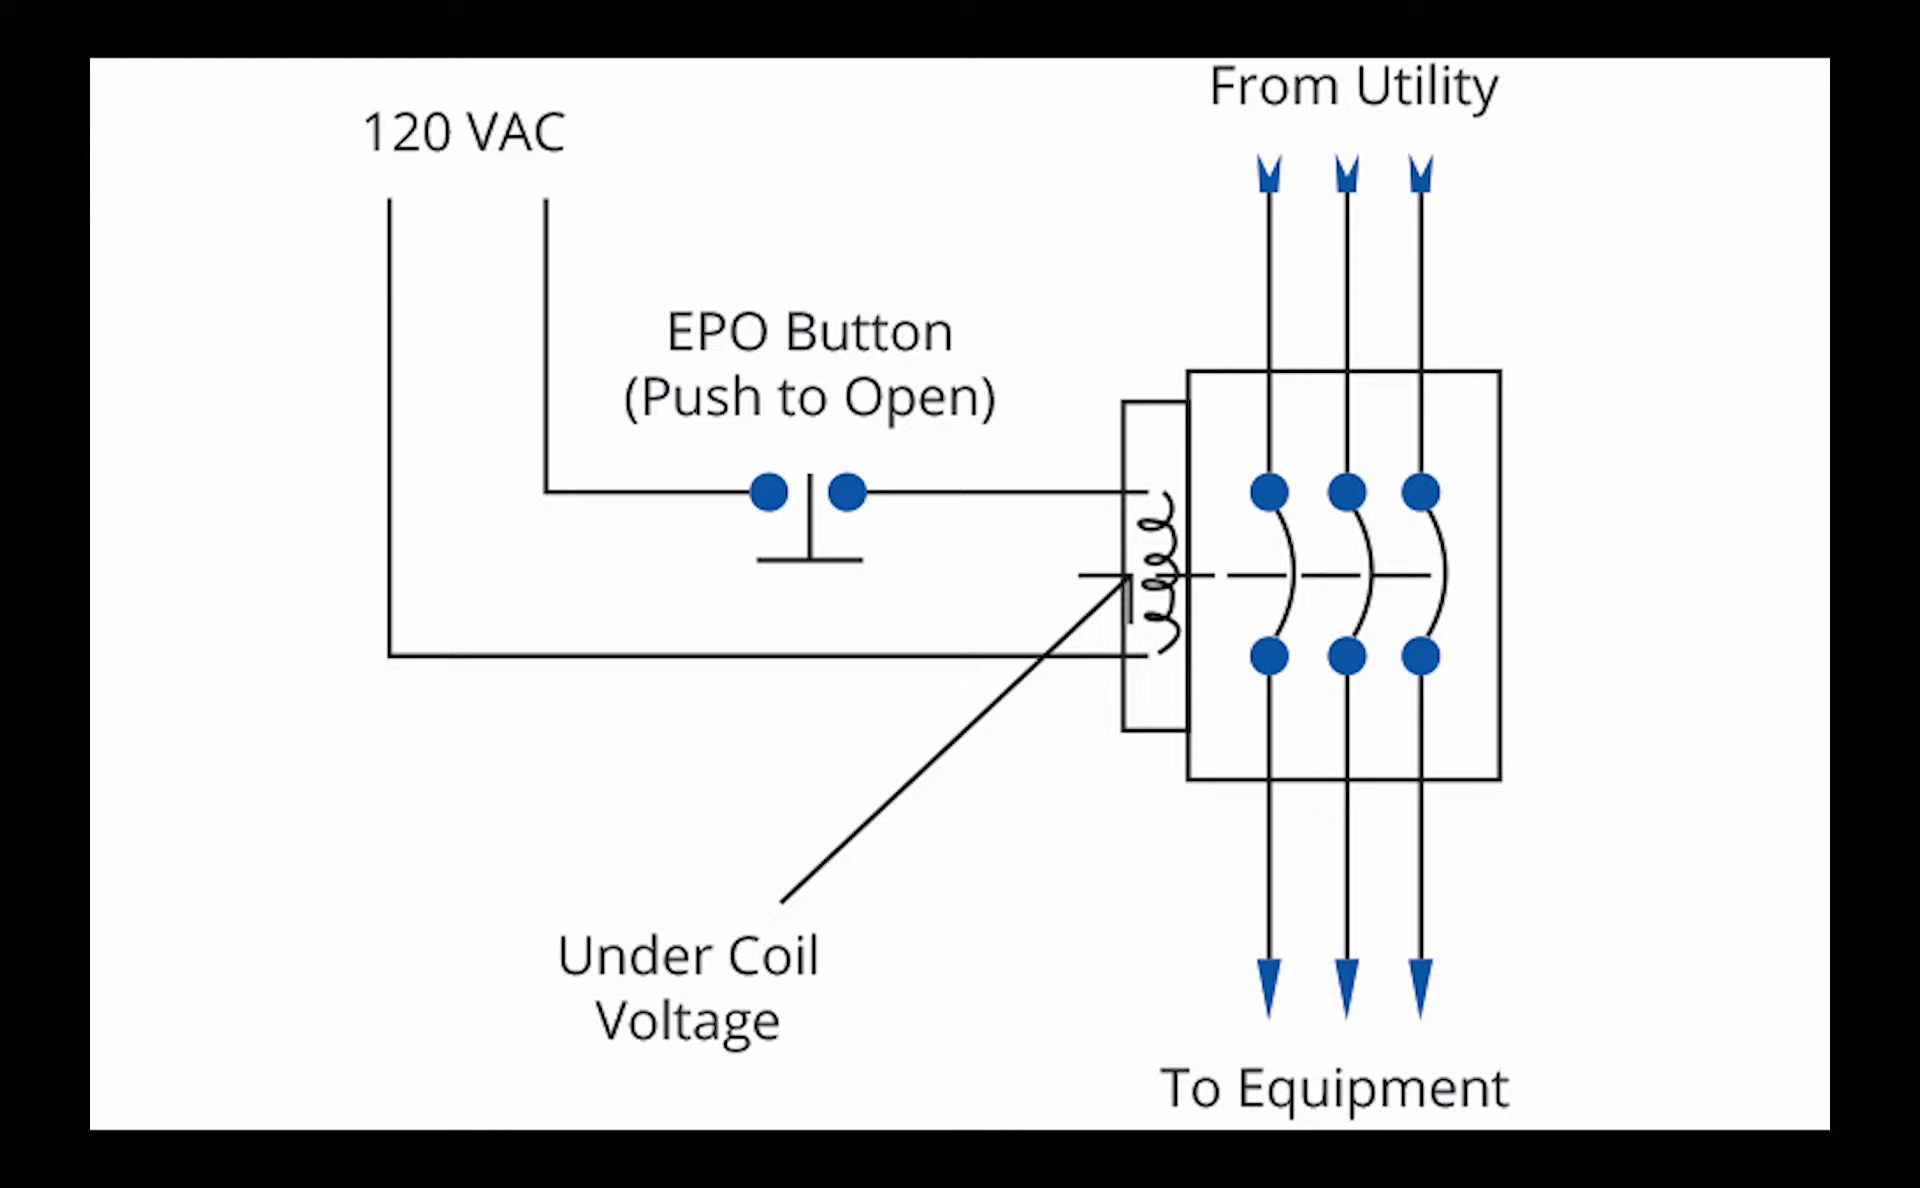 From Utility
120 VAC
EPO Button
(Push to Open)
Under Coil
Voltage
To Equipment